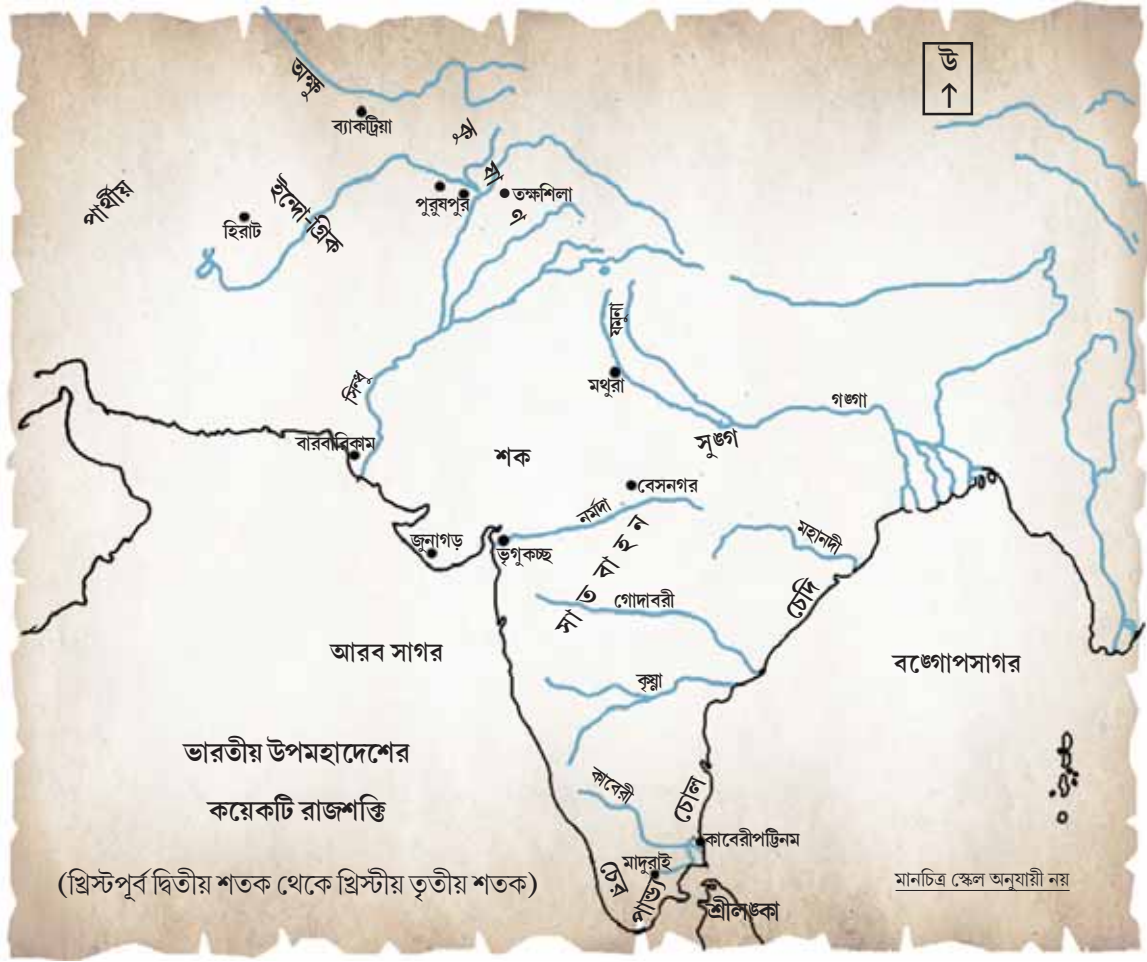 উ
↑
অক্ষু
ব্যাকট্রিয়া
কুষাণ
পার্থীয়
ইন্দো-গ্রিক
পুরুষপুর
তক্ষশিলা
হিরাট
যমুনা
সিন্ধু
মথুরা
গঙ্গা
সুঙ্গ
বারবারিকাম
শক
বেসনগর
নর্মদা
মহানদী
জুনাগড়
ভৃগুকচ্ছ
সাতবাহন
গোদাবরী
চেদি
আরব সাগর
বঙ্গোপসাগর
কৃষ্ণা
ভারতীয় উপমহাদেশের
কয়েকটি রাজশক্তি
(খ্রিস্টপূর্ব দ্বিতীয় শতক থেকে খ্রিস্টীয় তৃতীয় শতক)
কাবেরী
চোল
কাবেরীপট্টিনম
মাদুরাই
চের
পান্ড্য
শ্রীলঙ্কা
মানচিত্র স্কেল অনুযায়ী নয়